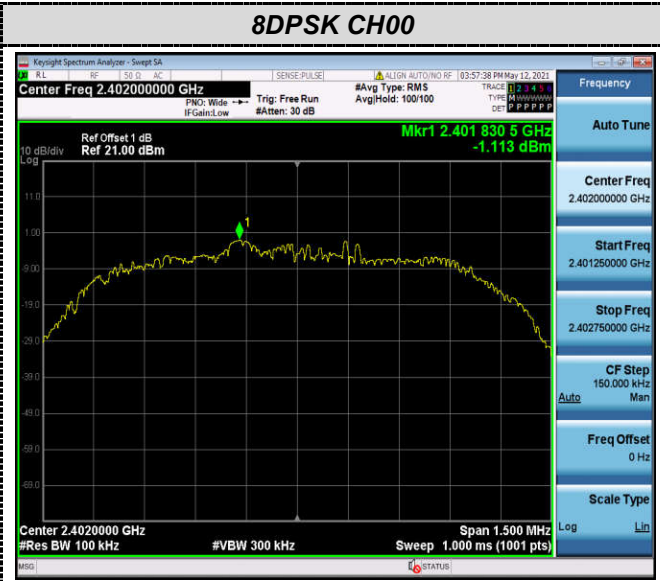 8DPSK CH00
Keysight Spectrum Analyzer - Swept SA
RL RF 50 Ω AC SENSE:PULSE ALIGN AUTO/NO RF 03:57:38 PM May 12, 2021
Center Freq 2.402000000 GHz
PNO: Wide
IFGain:Low
Trig: Free Run
#Atten: 30 dB
#Avg Type: RMS
Avg|Hold: 100/100
TRACE 1 2 3 4 5 6
TYPE M WWWWW
DET P P P P P P
Frequency
Auto Tune
Center Freq
2.402000000 GHz
Start Freq
2.401250000 GHz
Stop Freq
2.402750000 GHz
CF Step
150.000 kHz
Auto Man
Freq Offset
0 Hz
Scale Type
Log Lin
Mkr1 2.401 830 5 GHz
-1.113 dBm
Ref Offset 1 dB
10 dB/div Ref 21.00 dBm
Log
11.0
1.00
-9.00
-19.0
-29.0
-39.0
-49.0
-59.0
-69.0
1
Center 2.4020000 GHz Span 1.500 MHz
#Res BW 100 kHz #VBW 300 kHz Sweep 1.000 ms (1001 pts)
MSG STATUS